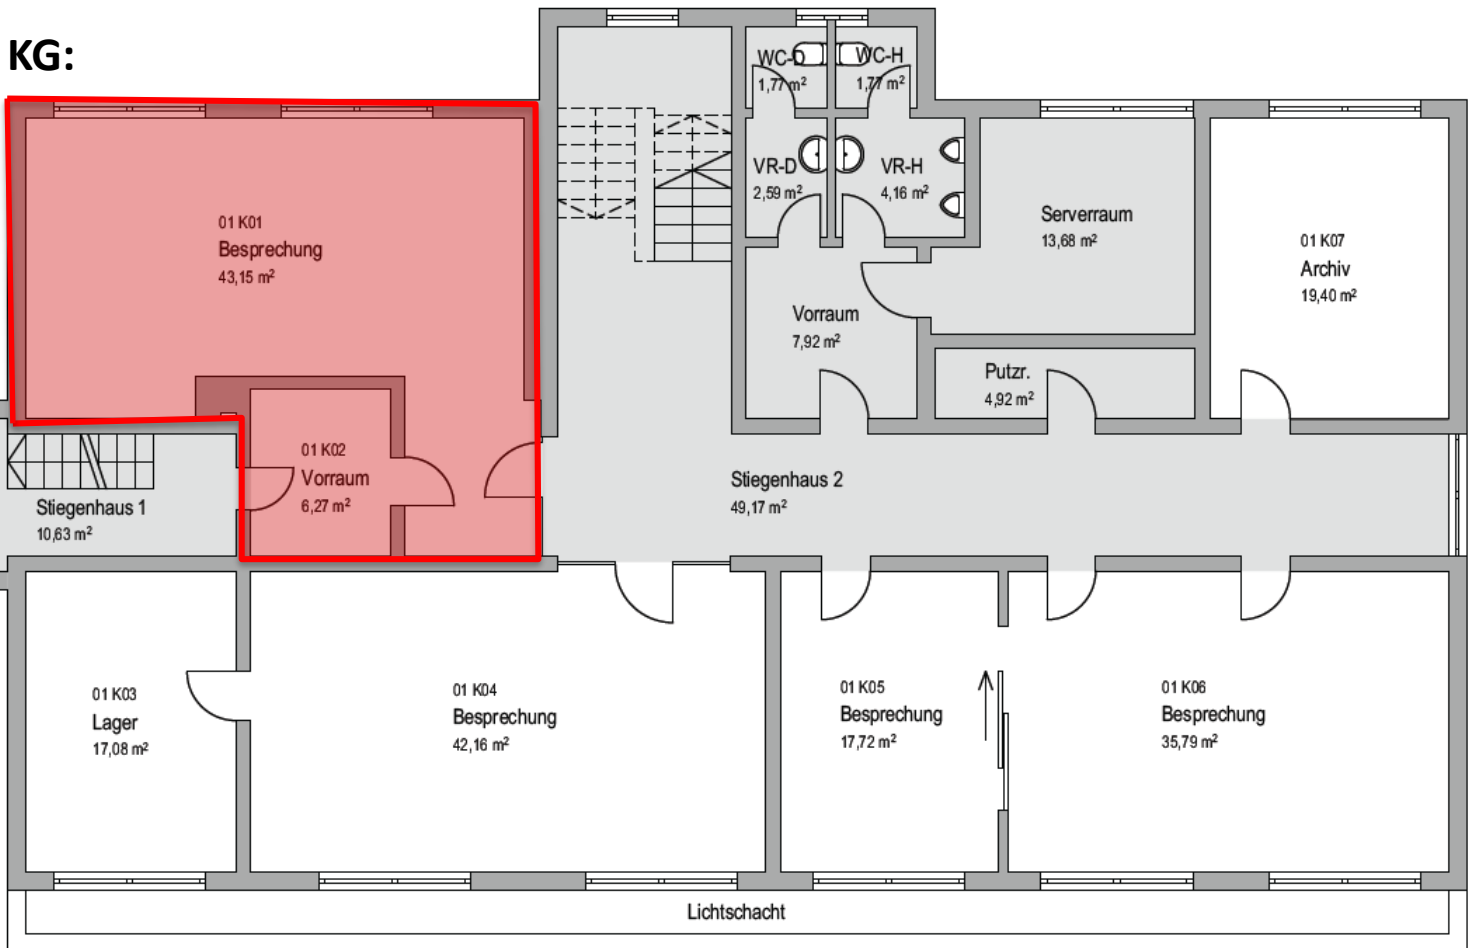 KG:
WC-D
1,77 m²
WC-H
1,77 m²
VR-D
2,59 m²
VR-H
4,16 m²
01 K01
Besprechung
43,15 m²
Serverraum
13,68 m²
01 K07
Archiv
19,40 m²
Vorraum
7,92 m²
Putzr.
4,92 m²
01 K02
Vorraum
6,27 m²
Stiegenhaus 1
10,63 m²
Stiegenhaus 2
49,17 m²
01 K03
Lager
17,08 m²
01 K04
Besprechung
42,16 m²
01 K05
Besprechung
17,72 m²
01 K06
Besprechung
35,79 m²
Lichtschacht